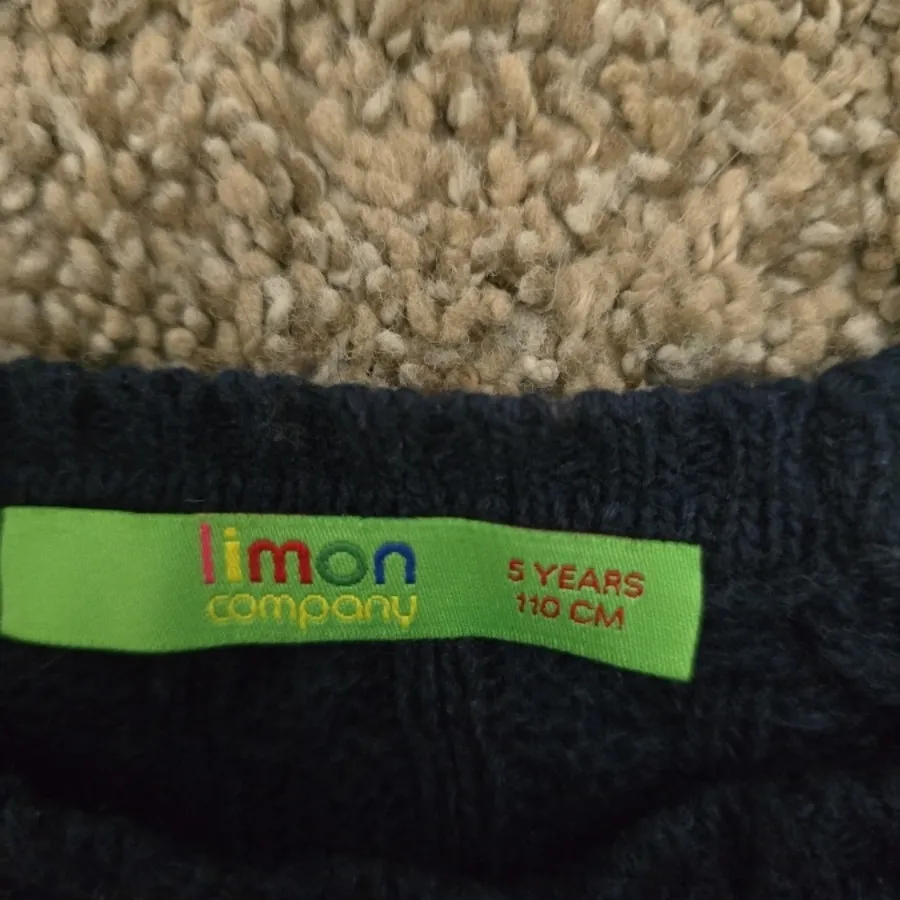 limon
company
5 YEARS
110 CM